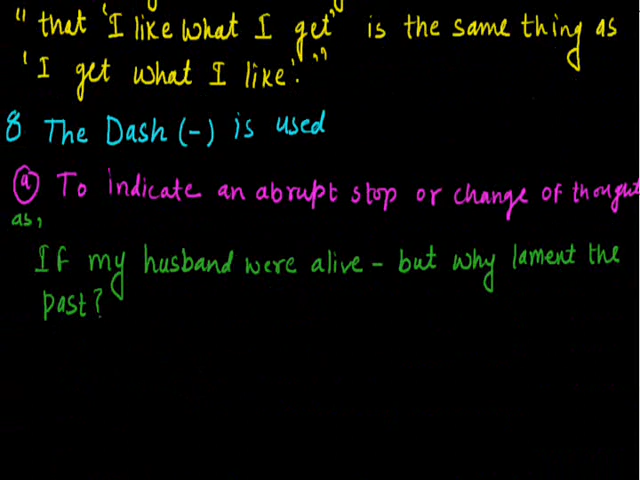 " that 'I like what I get' is the same thing as
'I get what I like'."
8 The Dash (-) is used
(a) To indicate an abrupt stop or change of thought
as,
If my husband were alive - but why lament the
past?